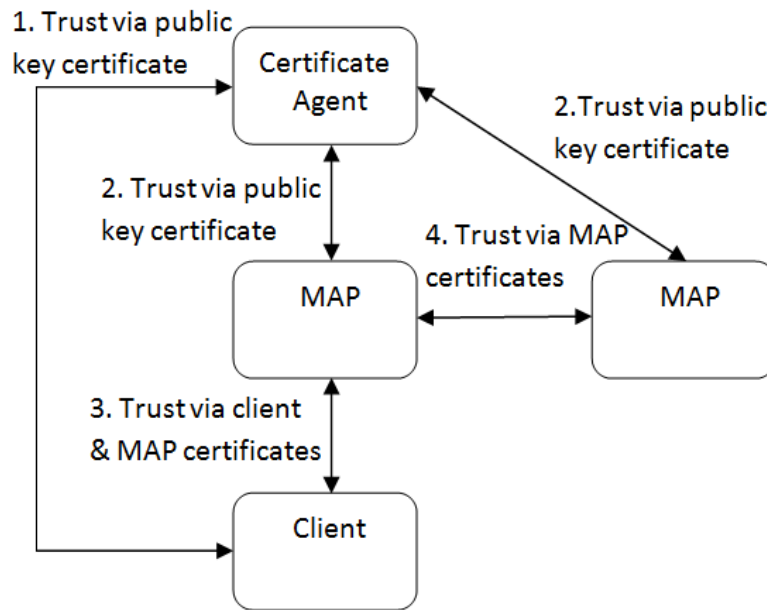 1. Trust via public
key certificate
Certificate
Agent
2.Trust via public
key certificate
2. Trust via public
key certificate
4. Trust via MAP
certificates
MAP
MAP
3. Trust via client
& MAP certificates
Client